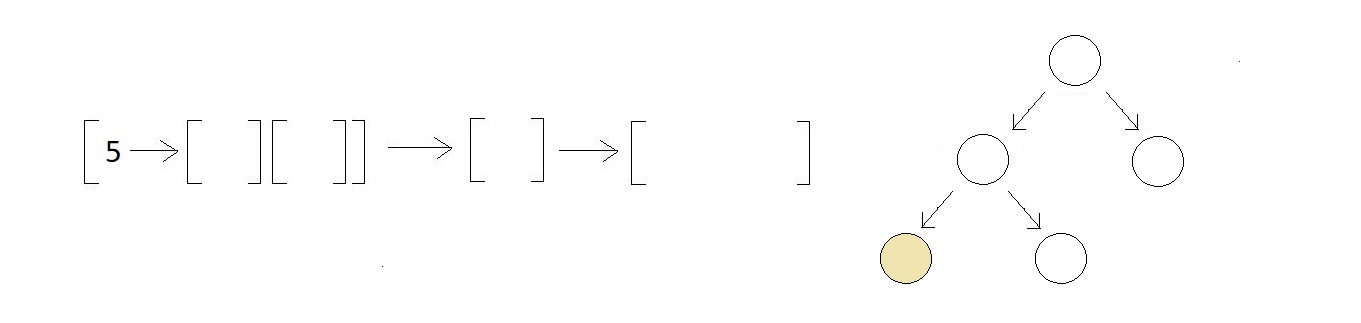 [ 5 → [ ] [ ] ] → [ ] → [ ]